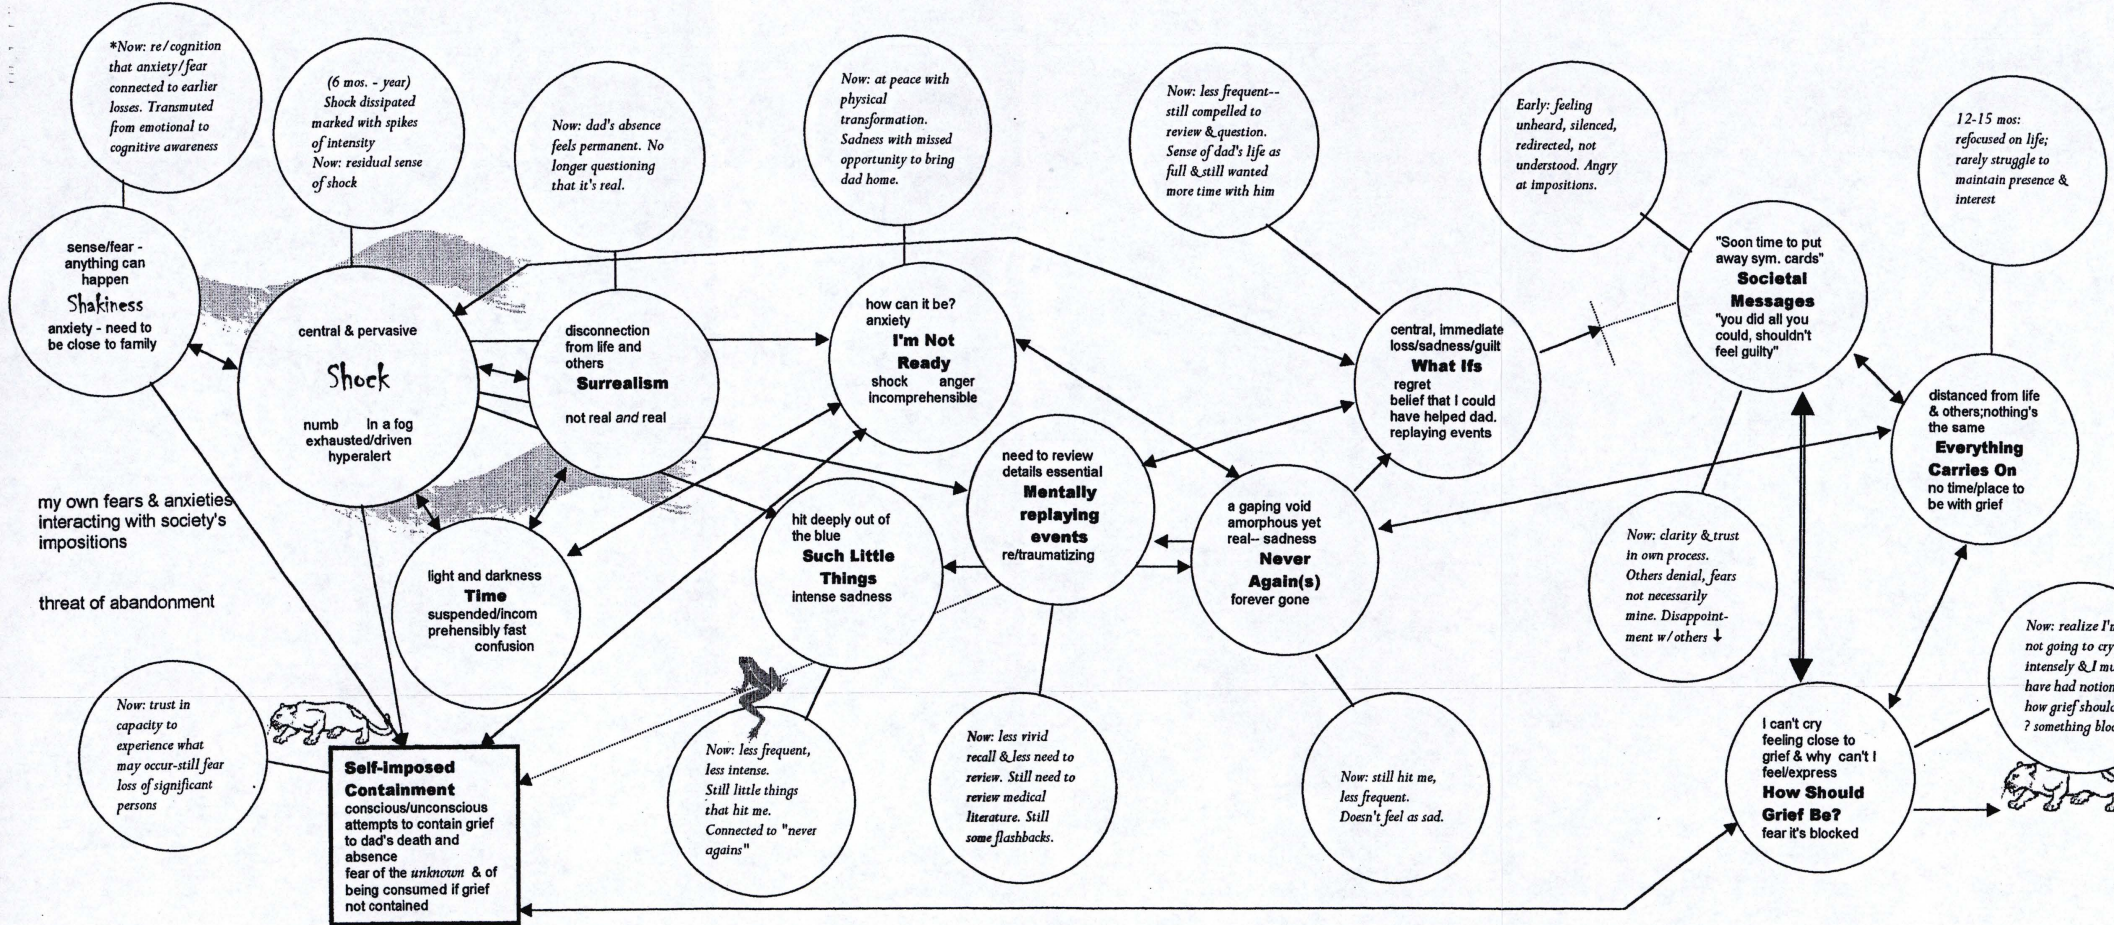 *Now: re/cognition
that anxiety/fear
connected to earlier
losses. Transmuted
from emotional to
cognitive awareness
(6 mos. - year)
Shock dissipated
marked with spikes
of intensity
Now: residual sense
of shock
Now: dad's absence
feels permanent. No
longer questioning
that it's real.
Now: at peace with
physical
transformation.
Sadness with missed
opportunity to bring
dad home.
Now: less frequent--
still compelled to
review & question.
Sense of dad's life as
full & still wanted
more time with him
Early: feeling
unheard, silenced,
redirected, not
understood. Angry
at impositions.
12-15 mos:
refocused on life;
rarely struggle to
maintain presence &
interest
sense/fear -
anything can
happen
Shakiness
anxiety - need to
be close to family
central & pervasive
Shock
numb In a fog
exhausted/driven
hyperalert
disconnection
from life and
others
Surrealism
not real and real
how can it be?
anxiety
I'm Not
Ready
shock anger
incomprehensible
central, immediate
loss/sadness/guilt
What Ifs
regret
belief that I could
have helped dad.
replaying events
"Soon time to put
away sym. cards"
Societal
Messages
"you did all you
could, shouldn't
feel guilty"
distanced from life
& others;nothing's
the same
Everything
Carries On
no time/place to
be with grief
my own fears & anxieties
interacting with society's
impositions
threat of abandonment
light and darkness
Time
suspended/incom
prehensibly fast
confusion
hit deeply out of
the blue
Such Little
Things
intense sadness
need to review
details essential
Mentally
replaying
events
re/traumatizing
a gaping void
amorphous yet
real-- sadness
Never
Again(s)
forever gone
Now: clarity & trust
in own process.
Others denial, fears
not necessarily
mine. Disappoint-
ment w/others ↓
Now: realize I'm
not going to cry
intensely & I mu
have had notion
how grief should
? something bloc
Now: trust in
capacity to
experience what
may occur-still fear
loss of significant
persons
Self-imposed
Containment
conscious/unconscious
attempts to contain grief
to dad's death and
absence
fear of the unknown & of
being consumed if grief
not contained
Now: less frequent,
less intense.
Still little things
that hit me.
Connected to "never
agains"
Now: less vivid
recall & less need to
review. Still need to
review medical
literature. Still
some flashbacks.
Now: still hit me,
less frequent.
Doesn't feel as sad.
I can't cry
feeling close to
grief & why can't I
feel/express
How Should
Grief Be?
fear it's blocked